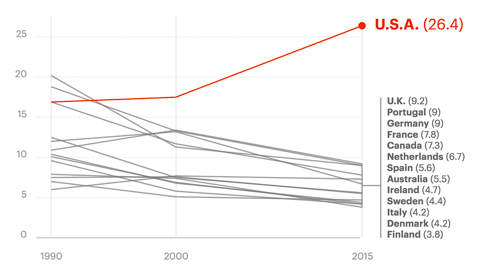 U.S.A. (26.4)
25
20
15
10
5
0
U.K. (9.2)
Portugal (9)
Germany (9)
France (7.8)
Canada (7.3)
Netherlands (6.7)
Spain (5.6)
Australia (5.5)
Ireland (4.7)
Sweden (4.4)
Italy (4.2)
Denmark (4.2)
Finland (3.8)
1990 2000 2015